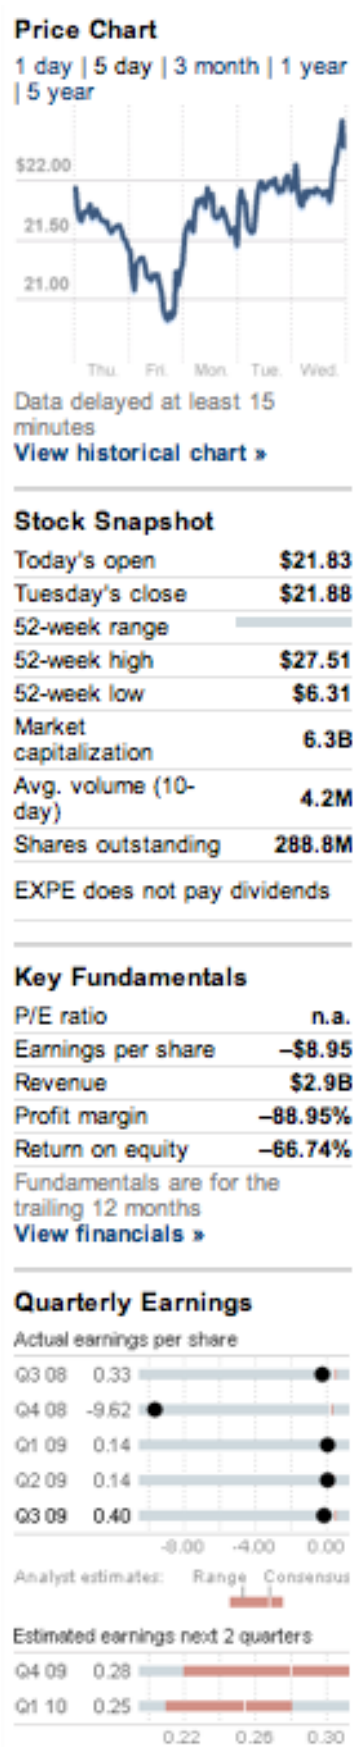 Price Chart
1 day | 5 day | 3 month | 1 year
| 5 year
$22.00
21.50
21.00
Thu. Fri. Mon. Tue. Wed.
Data delayed at least 15
minutes
View historical chart »
Stock Snapshot
Today's open $21.83
Tuesday's close $21.88
52-week range
52-week high $27.51
52-week low $6.31
Market
capitalization 6.3B
Avg. volume (10-
day) 4.2M
Shares outstanding 288.8M
EXPE does not pay dividends
Key Fundamentals
P/E ratio n.a.
Earnings per share –$8.95
Revenue $2.9B
Profit margin –88.95%
Return on equity –66.74%
Fundamentals are for the
trailing 12 months
View financials »
Quarterly Earnings
Actual earnings per share
Q3 08 0.33
Q4 08 -9.62
Q1 09 0.14
Q2 09 0.14
Q3 09 0.40
-8.00 -4.00 0.00
Analyst estimates: Range Consensus
Estimated earnings next 2 quarters
Q4 09 0.28
Q1 10 0.25
0.22 0.26 0.30